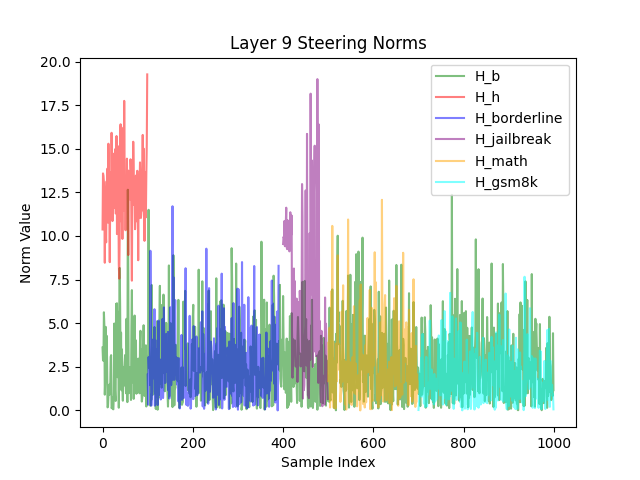 Layer 9 Steering Norms
20.0
17.5
15.0
12.5
10.0
7.5
5.0
2.5
0.0
Norm Value
0 200 400 600 800 1000
Sample Index
H_b
H_h
H_borderline
H_jailbreak
H_math
H_gsm8k